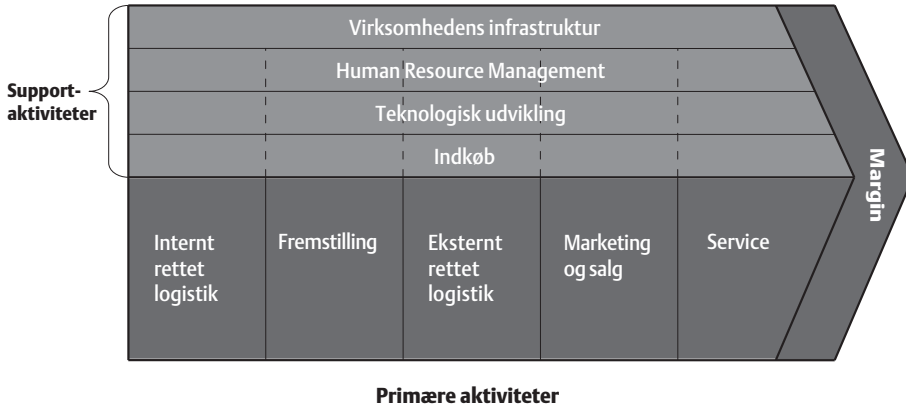 Virksomhedens infrastruktur
Human Resource Management
Support-
aktiviteter
Teknologisk udvikling
Indkøb
Margin
Internt
rettet
logistik
Fremstilling
Eksternt
rettet
logistik
Marketing
og salg
Service
Primære aktiviteter